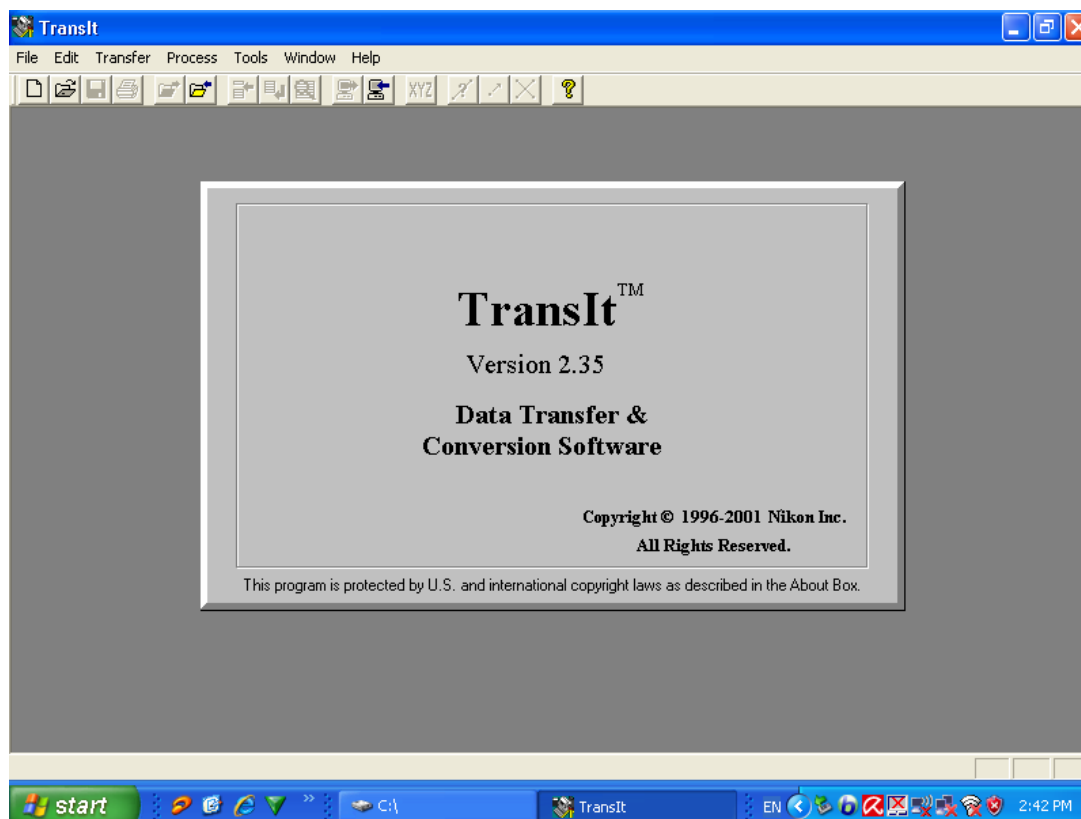 TransIt
File Edit Transfer Process Tools Window Help
XYZ
TransIt™
Version 2.35
Data Transfer &
Conversion Software
Copyright © 1996-2001 Nikon Inc.
All Rights Reserved.
This program is protected by U.S. and international copyright laws as described in the About Box.
start C:\ TransIt EN 2:42 PM